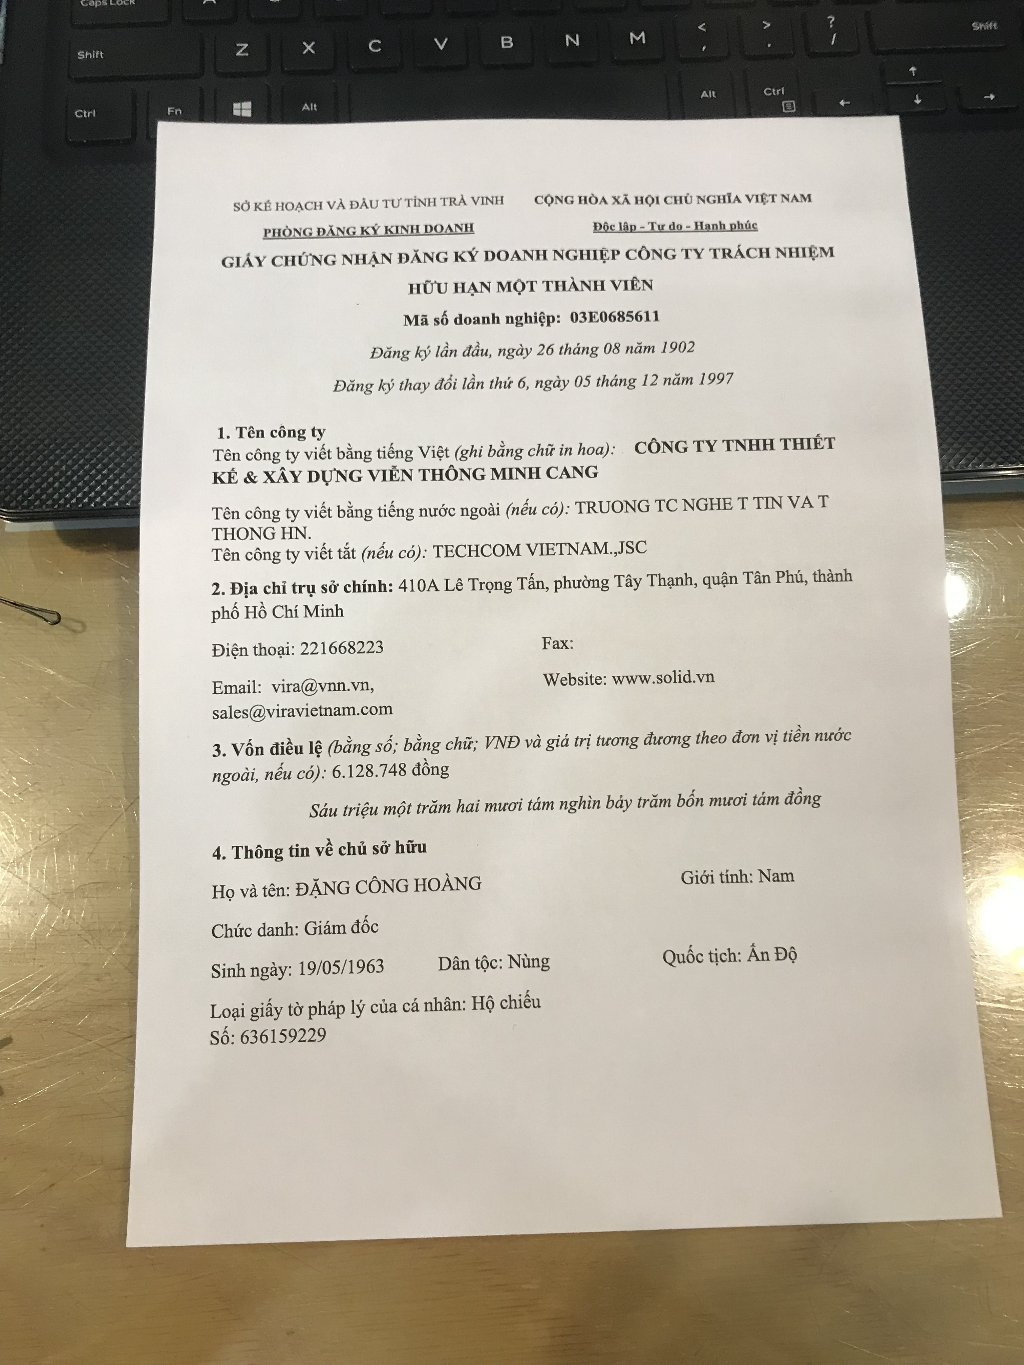 Caps Lock
Shift Z X C V B N M < , > . ? / Shift
Ctrl Fn Alt Alt Ctrl
SỞ KẾ HOẠCH VÀ ĐẦU TƯ TỈNH TRÀ VINH CỘNG HÒA XÃ HỘI CHỦ NGHĨA VIỆT NAM
PHÒNG ĐĂNG KÝ KINH DOANH Độc lập - Tự do - Hạnh phúc
GIẤY CHỨNG NHẬN ĐĂNG KÝ DOANH NGHIỆP CÔNG TY TRÁCH NHIỆM
HỮU HẠN MỘT THÀNH VIÊN
Mã số doanh nghiệp: 03E0685611
Đăng ký lần đầu, ngày 26 tháng 08 năm 1902
Đăng ký thay đổi lần thứ 6, ngày 05 tháng 12 năm 1997
1. Tên công ty
Tên công ty viết bằng tiếng Việt (ghi bằng chữ in hoa): CÔNG TY TNHH THIẾT
KẾ & XÂY DỰNG VIỄN THÔNG MINH CANG
Tên công ty viết bằng tiếng nước ngoài (nếu có): TRUONG TC NGHE T TIN VA T
THONG HN.
Tên công ty viết tắt (nếu có): TECHCOM VIETNAM.,JSC
2. Địa chỉ trụ sở chính: 410A Lê Trọng Tấn, phường Tây Thạnh, quận Tân Phú, thành
phố Hồ Chí Minh
Điện thoại: 221668223 Fax:
Email: vira@vnn.vn, Website: www.solid.vn
sales@viravietnam.com
3. Vốn điều lệ (bằng số; bằng chữ; VNĐ và giá trị tương đương theo đơn vị tiền nước
ngoài, nếu có): 6.128.748 đồng
Sáu triệu một trăm hai mươi tám nghìn bảy trăm bốn mươi tám đồng
4. Thông tin về chủ sở hữu
Họ và tên: ĐẶNG CÔNG HOÀNG Giới tính: Nam
Chức danh: Giám đốc
Sinh ngày: 19/05/1963 Dân tộc: Nùng Quốc tịch: Ấn Độ
Loại giấy tờ pháp lý của cá nhân: Hộ chiếu
Số: 636159229